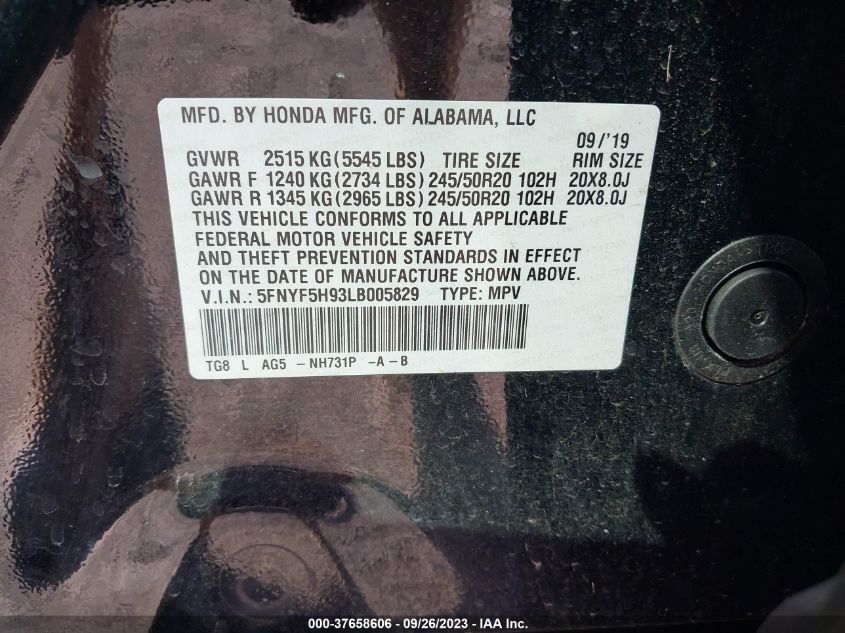 MFD. BY HONDA MFG. OF ALABAMA, LLC
09/'19
GVWR 2515 KG (5545 LBS) TIRE SIZE RIM SIZE
GAWR F 1240 KG (2734 LBS) 245/50R20 102H 20X8.0J
GAWR R 1345 KG (2965 LBS) 245/50R20 102H 20X8.0J
THIS VEHICLE CONFORMS TO ALL APPLICABLE
FEDERAL MOTOR VEHICLE SAFETY
AND THEFT PREVENTION STANDARDS IN EFFECT
ON THE DATE OF MANUFACTURE SHOWN ABOVE.
V.I.N.: 5FNYF5H93LB005829 TYPE: MPV
TG8 L AG5 -NH731P -A-B
000-37658606 - 09/26/2023 - IAA Inc.